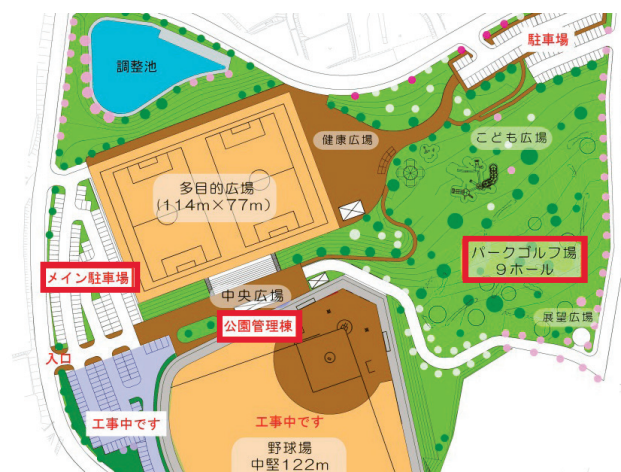 駐車場
調整池
健康広場
こども広場
多目的広場
(114m×77m)
パークゴルフ場
9ホール
メイン駐車場
中央広場
展望広場
公園管理棟
入口
工事中です
工事中です
野球場
中堅122m